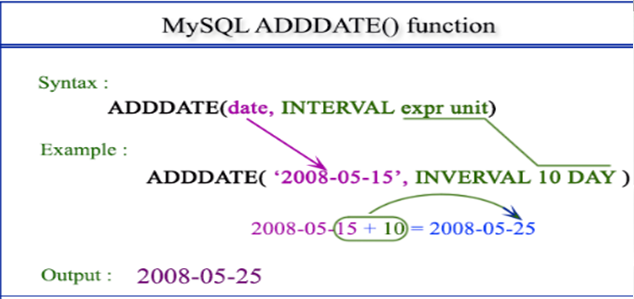 MySQL ADDDATE() function
Syntax :
ADDDATE(date, INTERVAL expr unit)
Example :
ADDDATE( ‘2008-05-15’, INVERVAL 10 DAY )
2008-05-15 + 10 = 2008-05-25
Output : 2008-05-25